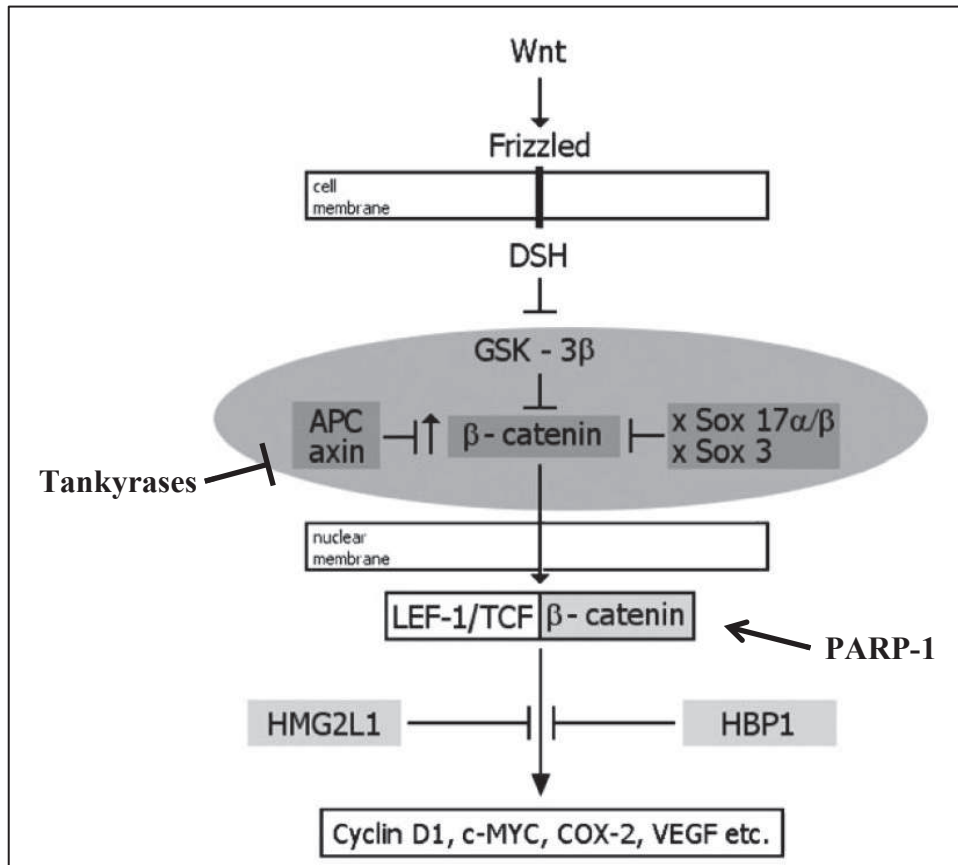 Wnt
Frizzled
cell
membrane
DSH
GSK - 3β
APC
axin
β- catenin
x Sox 17α/β
x Sox 3
Tankyrases
nuclear
membrane
LEF-1/TCF
β- catenin
PARP-1
HMG2L1
HBP1
Cyclin D1, c-MYC, COX-2, VEGF etc.